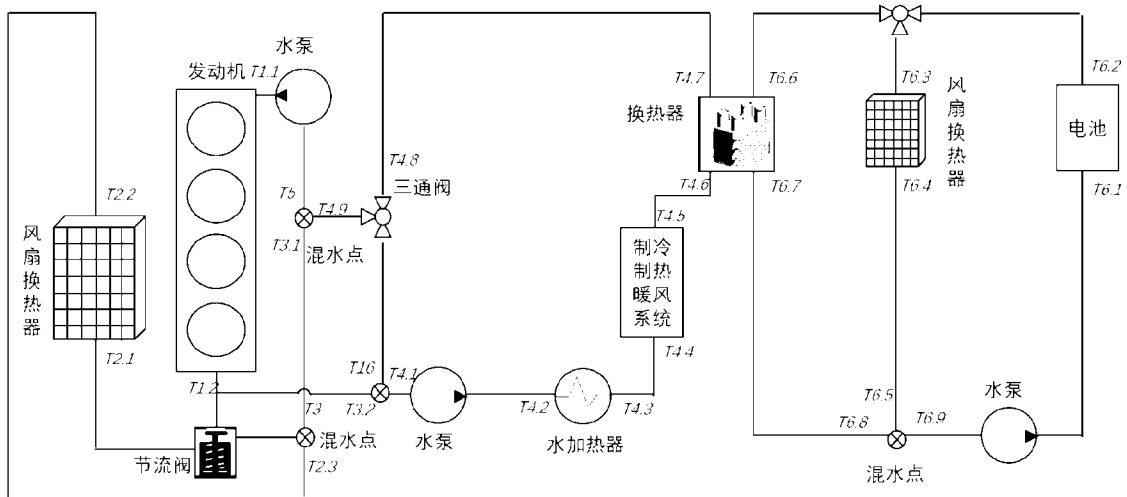 水泵
发动机
T1.1
T4.7
T6.6
T6.3
风扇换热器
T6.2
换热器
电池
T4.8
T4.6
T6.7
T6.4
T6.1
T2.2
T5
T4.9
三通阀
T4.5
风扇换热器
T3.1
混水点
制冷
制热
暖风
系统
T2.1
T16
T4.4
T1.2
T4.1
T3
T3.2
T4.2
T4.3
T6.5
水泵
T6.8
T6.9
混水点
水泵
水加热器
节流阀
T2.3
混水点